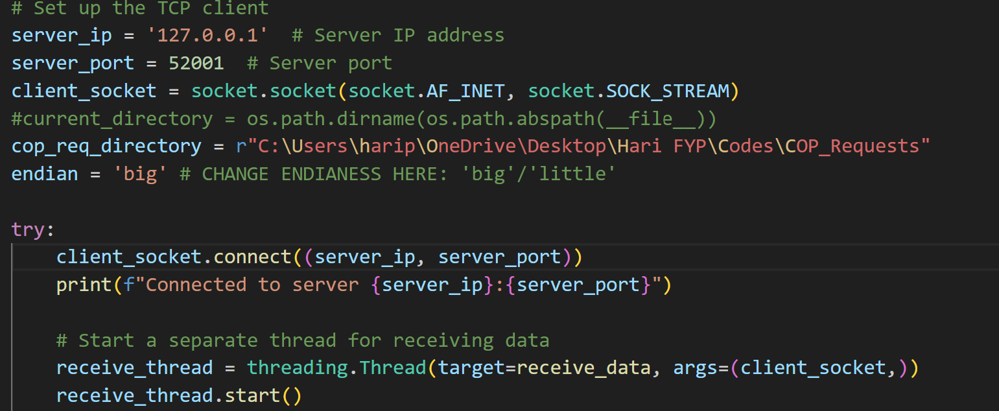 # Set up the TCP client
server_ip = '127.0.0.1'  # Server IP address
server_port = 52001  # Server port
client_socket = socket.socket(socket.AF_INET, socket.SOCK_STREAM)
#current_directory = os.path.dirname(os.path.abspath(__file__))
cop_req_directory = r"C:\Users\harip\OneDrive\Desktop\Hari FYP\Codes\COP_Requests"
endian = 'big' # CHANGE ENDIANESS HERE: 'big'/'little'
try:
    client_socket.connect((server_ip, server_port))
    print(f"Connected to server {server_ip}:{server_port}")
    # Start a separate thread for receiving data
    receive_thread = threading.Thread(target=receive_data, args=(client_socket,))
    receive_thread.start()